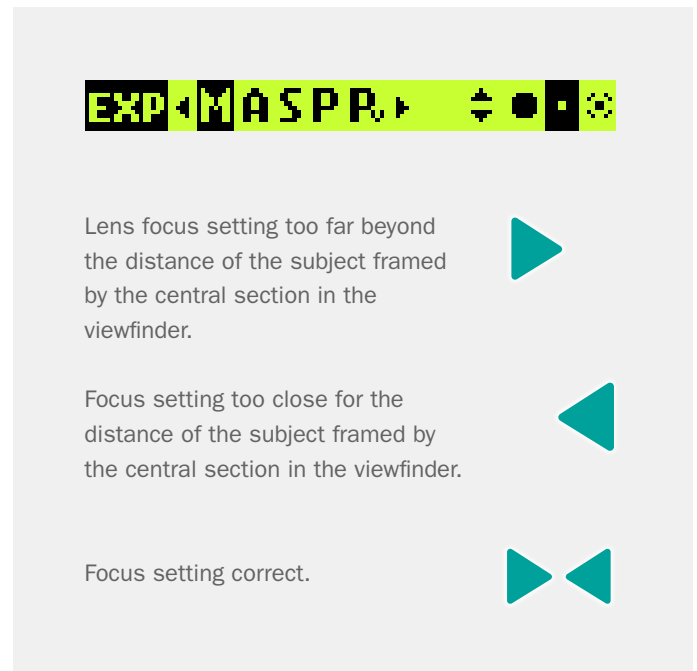 EXP M A S P Rv
Lens focus setting too far beyond
the distance of the subject framed
by the central section in the
viewfinder.
Focus setting too close for the
distance of the subject framed by
the central section in the viewfinder.
Focus setting correct.